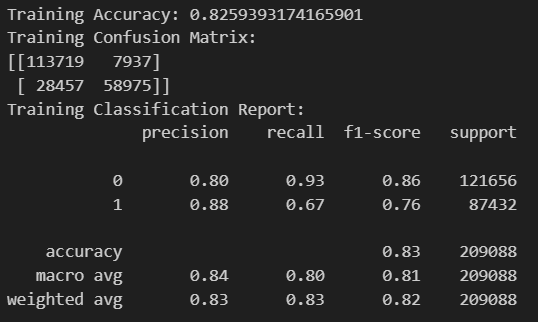 Training Accuracy: 0.8259393174165901
Training Confusion Matrix:
[[113719   7937]
 [ 28457  58975]]
Training Classification Report:
              precision    recall  f1-score   support

           0       0.80      0.93      0.86    121656
           1       0.88      0.67      0.76     87432

    accuracy                           0.83    209088
   macro avg       0.84      0.80      0.81    209088
weighted avg       0.83      0.83      0.82    209088